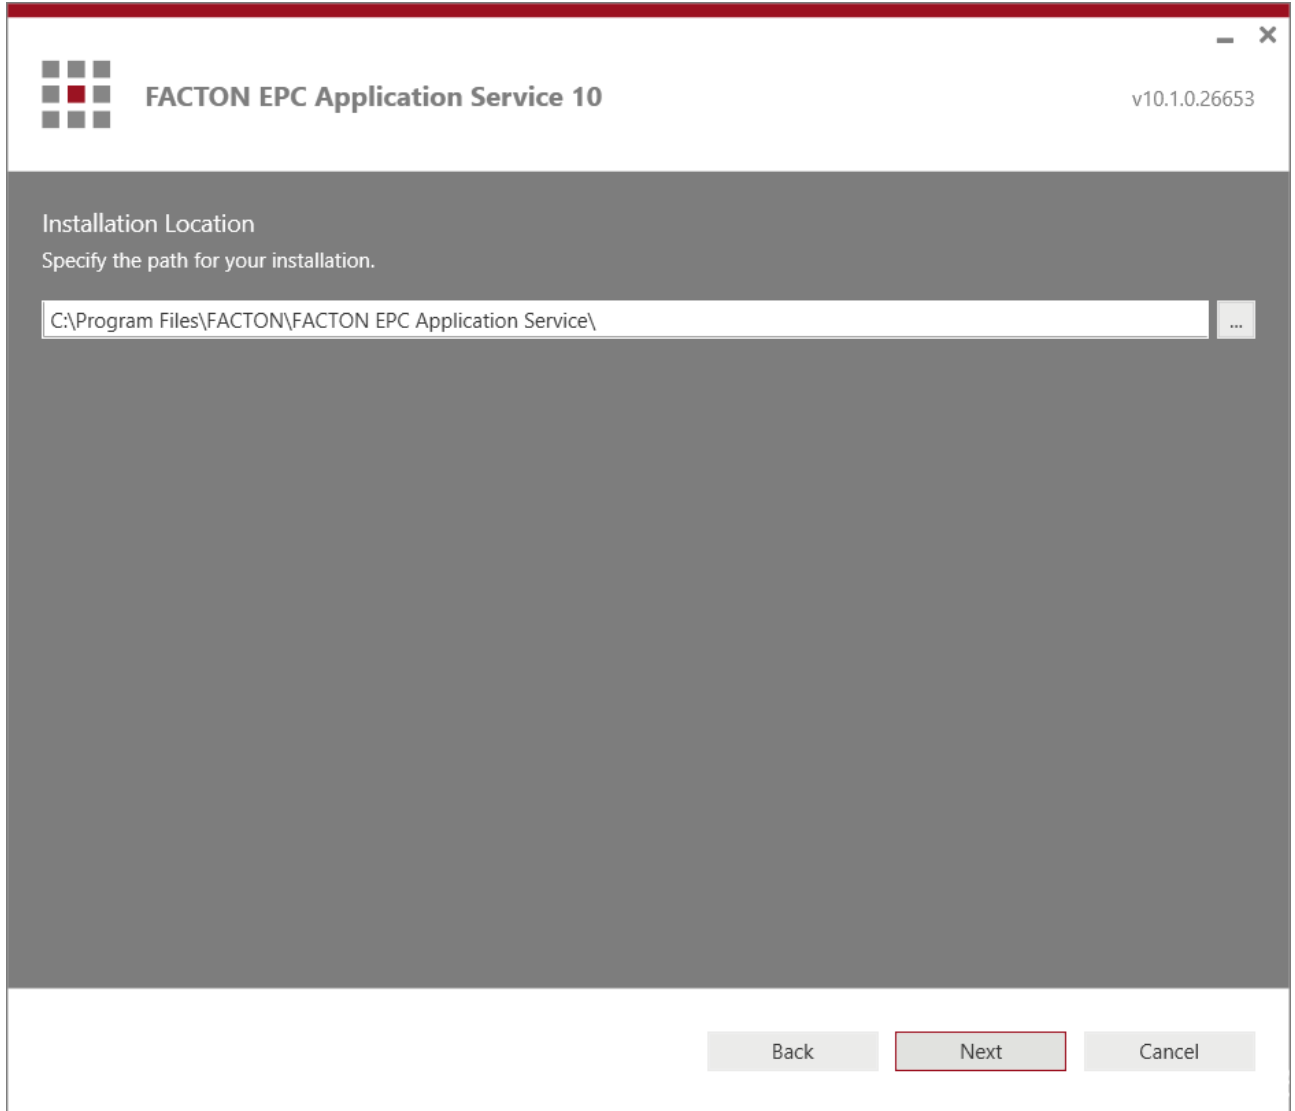 FACTON EPC Application Service 10
v10.1.0.26653
Installation Location
Specify the path for your installation.
C:\Program Files\FACTON\FACTON EPC Application Service\
...
Back
Next
Cancel